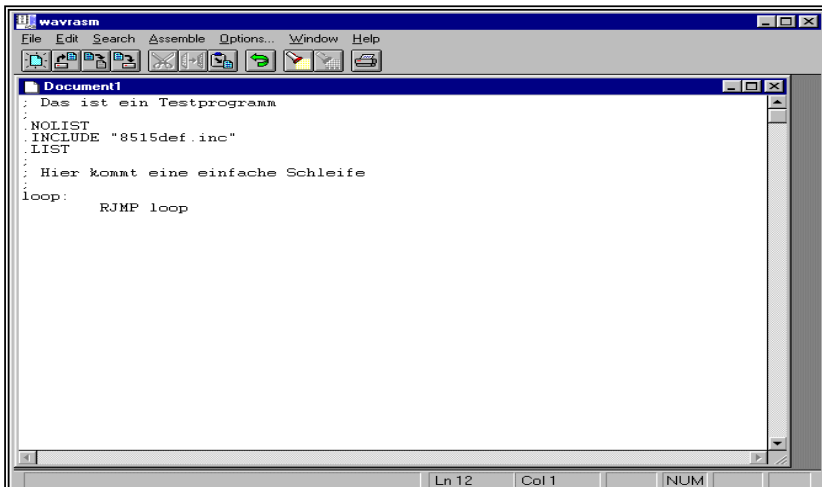 wavrasm
File Edit Search Assemble Options... Window Help
Document1
; Das ist ein Testprogramm
;
.NOLIST
.INCLUDE "8515def.inc"
.LIST
;
; Hier kommt eine einfache Schleife
;
loop:
RJMP loop
Ln 12 Col 1 NUM